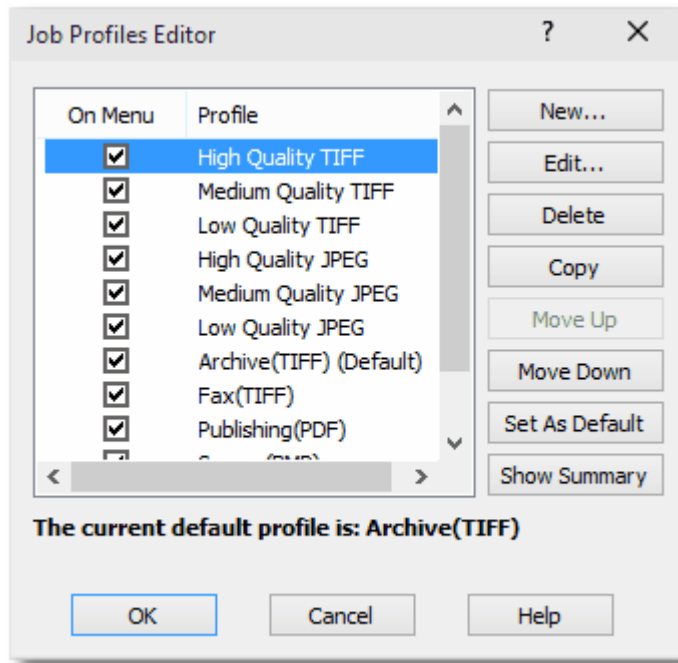 Job Profiles Editor ? ×
On Menu Profile
High Quality TIFF
Medium Quality TIFF
Low Quality TIFF
High Quality JPEG
Medium Quality JPEG
Low Quality JPEG
Archive(TIFF) (Default)
Fax(TIFF)
Publishing(PDF)
New...
Edit...
Delete
Copy
Move Up
Move Down
Set As Default
Show Summary
The current default profile is: Archive(TIFF)
OK Cancel Help